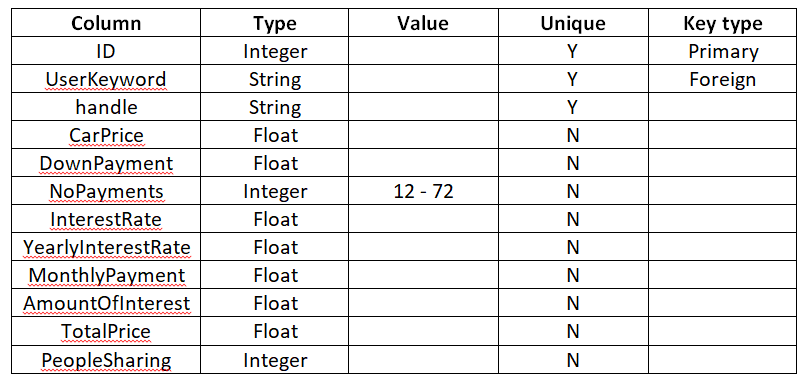 Column Type Value Unique Key type
ID Integer Y Primary
UserKeyword String Y Foreign
handle String Y
CarPrice Float N
DownPayment Float N
NoPayments Integer 12 - 72 N
InterestRate Float N
YearlyInterestRate Float N
MonthlyPayment Float N
AmountOfInterest Float N
TotalPrice Float N
PeopleSharing Integer N